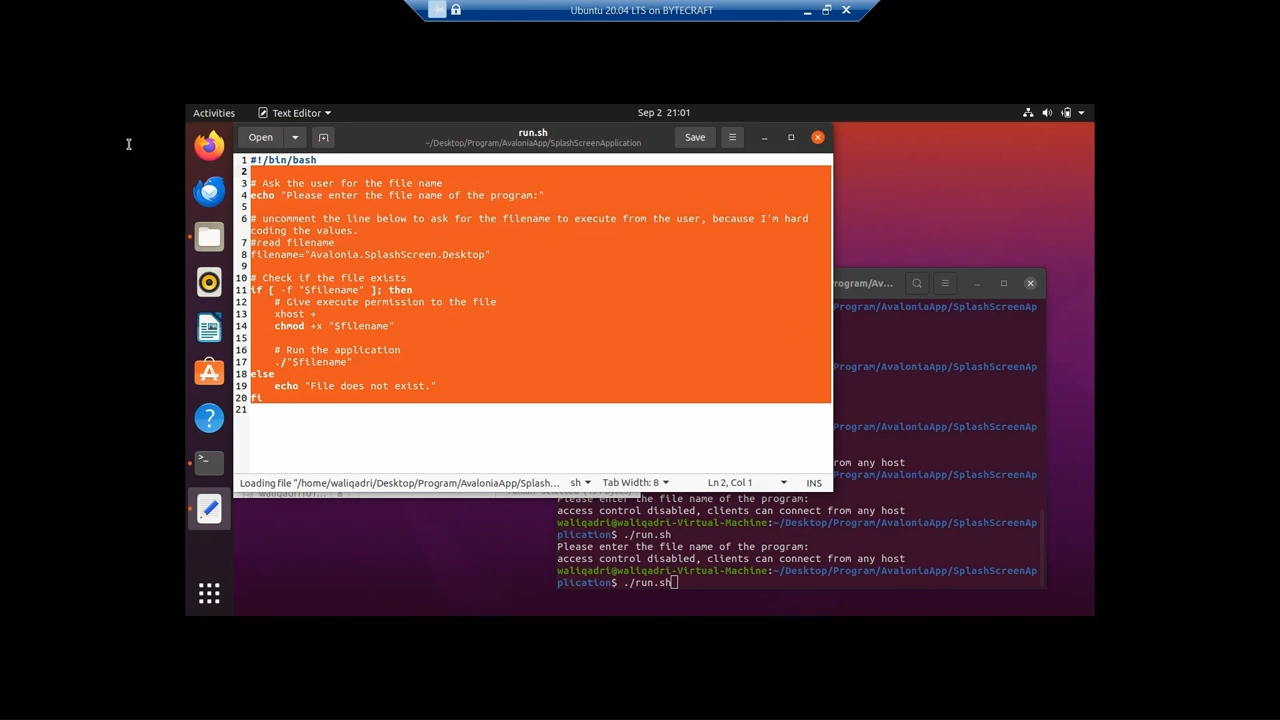 Ubuntu 20.04 LTS on BYTECRAFT
Activities
Text Editor
Sep 2 21:01
Open
run.sh
~/Desktop/Program/AvaloniaApp/SplashScreenApplication
Save
1 #!/bin/bash
2
3 # Ask the user for the file name
4 echo "Please enter the file name of the program:"
5
6 # uncomment the line below to ask for the filename to execute from the user, because I'm hard
coding the values.
7 #read filename
8 filename="Avalonia.SplashScreen.Desktop"
9
10 # Check if the file exists
11 if [ -f "$filename" ]; then
12 # Give execute permission to the file
13 xhost +
14 chmod +x "$filename"
15
16 # Run the application
17 ./"$filename"
18 else
19 echo "File does not exist."
20 fi
21
Loading file "/home/waliqadri/Desktop/Program/AvaloniaApp/Splash…
sh
Tab Width: 8
Ln 2, Col 1
INS
rogram/Av…
Program/AvaloniaApp/SplashScreenAp
Program/AvaloniaApp/SplashScreenAp
Program/AvaloniaApp/SplashScreenAp
rom any host
Program/AvaloniaApp/SplashScreenAp
Please enter the file name of the program:
access control disabled, clients can connect from any host
waliqadri@waliqadri-Virtual-Machine:~/Desktop/Program/AvaloniaApp/SplashScreenAp
plication$ ./run.sh
Please enter the file name of the program:
access control disabled, clients can connect from any host
waliqadri@waliqadri-Virtual-Machine:~/Desktop/Program/AvaloniaApp/SplashScreenAp
plication$ ./run.sh